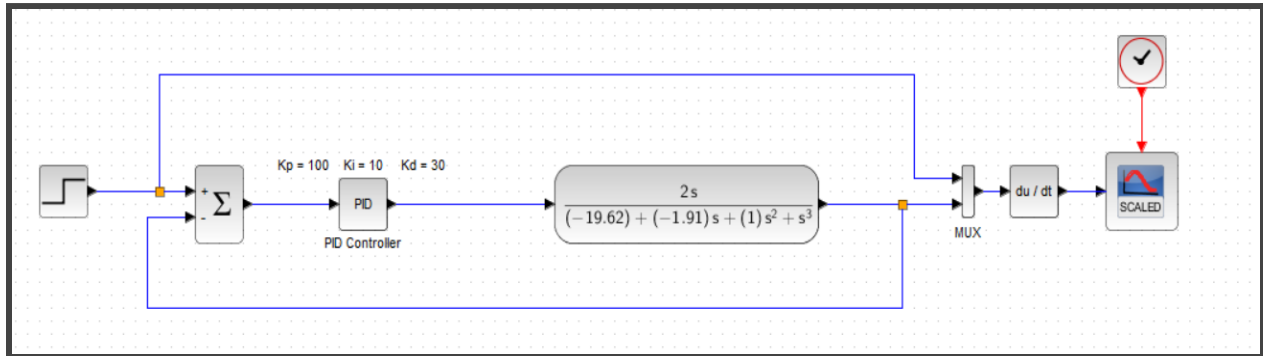 Kp = 100 Ki = 10 Kd = 30
+
-
Σ
PID
PID Controller
2 s
(−19.62) + (−1.91) s + (1) s² + s³
MUX
du / dt
SCALED